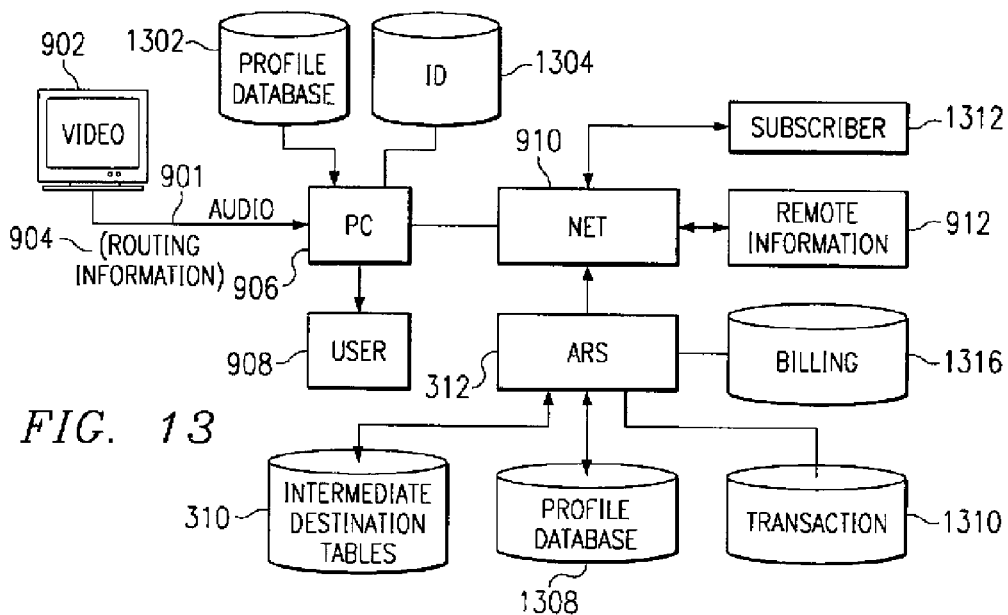 902
1302
PROFILE
DATABASE
ID
1304
VIDEO
910
SUBSCRIBER
1312
901
AUDIO
904
(ROUTING
INFORMATION)
PC
NET
REMOTE
INFORMATION
912
906
USER
908
ARS
312
BILLING
1316
FIG. 13
310
INTERMEDIATE
DESTINATION
TABLES
PROFILE
DATABASE
1308
TRANSACTION
1310